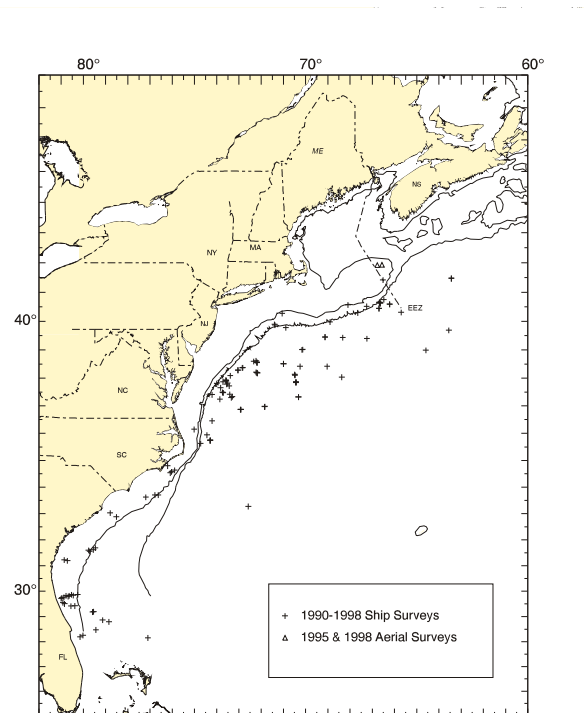 80° 70° 60°
ME
NS
NY MA
EEZ
40°
NJ
NC
SC
30°
+ 1990-1998 Ship Surveys
△ 1995 & 1998 Aerial Surveys
FL